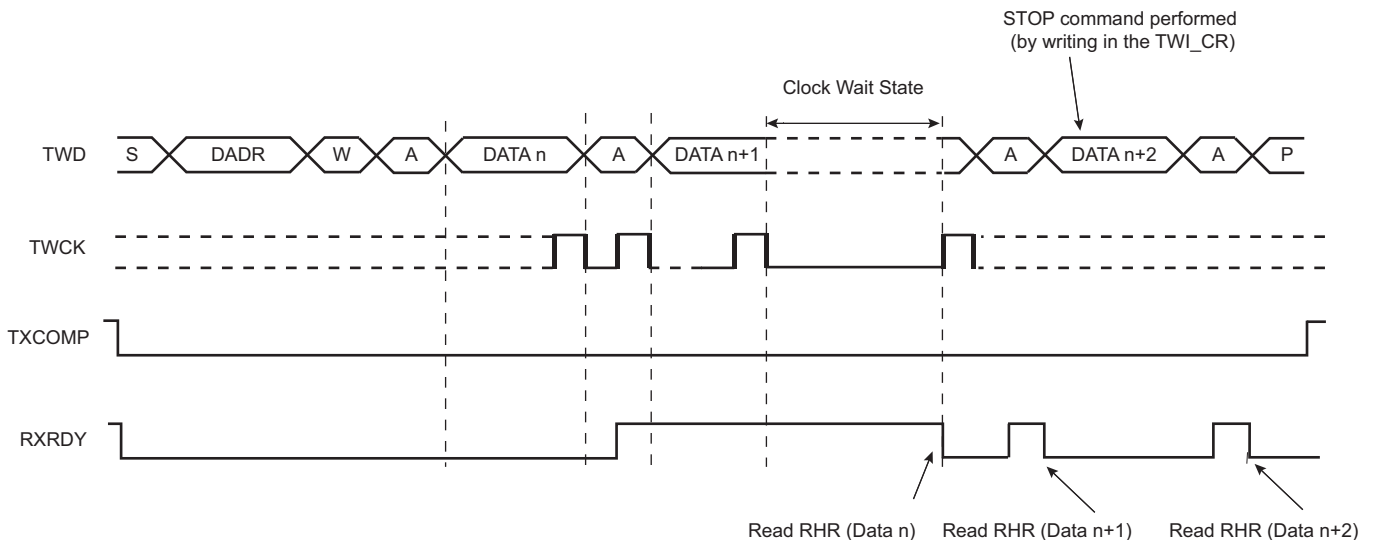 STOP command performed
(by writing in the TWI_CR)
Clock Wait State
TWD S DADR W A DATA n A DATA n+1 A DATA n+2 A P
TWCK
TXCOMP
RXRDY
Read RHR (Data n) Read RHR (Data n+1) Read RHR (Data n+2)